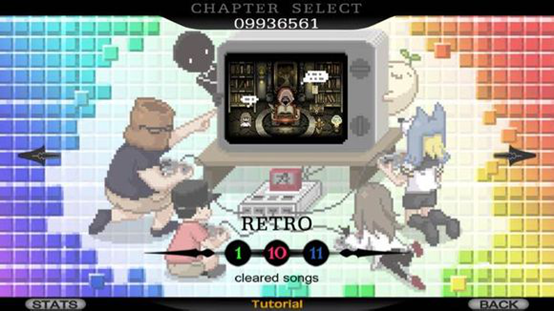 CHAPTER SELECT
09936561
RETRO
1 10 11
cleared songs
STATS Tutorial BACK